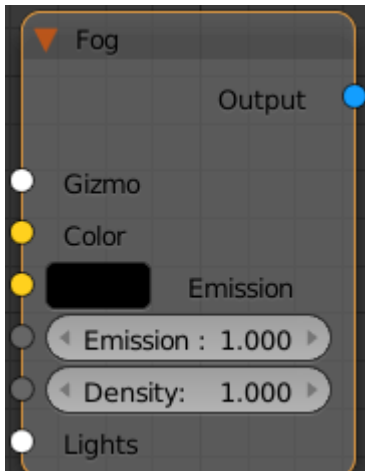 Fog
Output
Gizmo
Color
Emission
Emission : 1.000
Density: 1.000
Lights